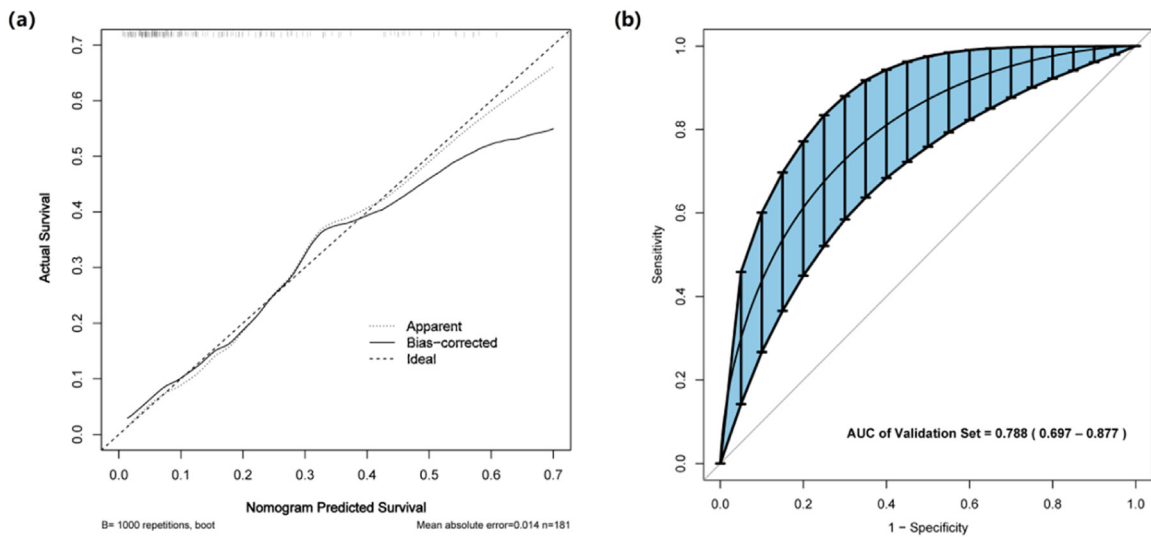 (a)
0.7
0.6
0.5
0.4
0.3
0.2
0.1
0.0
Actual Survival
Apparent
Bias-corrected
Ideal
0.0 0.1 0.2 0.3 0.4 0.5 0.6 0.7
Nomogram Predicted Survival
B= 1000 repetitions, boot
Mean absolute error=0.014 n=181
(b)
1.0
0.8
0.6
0.4
0.2
0.0
Sensitivity
AUC of Validation Set = 0.788 ( 0.697 – 0.877 )
0.0 0.2 0.4 0.6 0.8 1.0
1 − Specificity